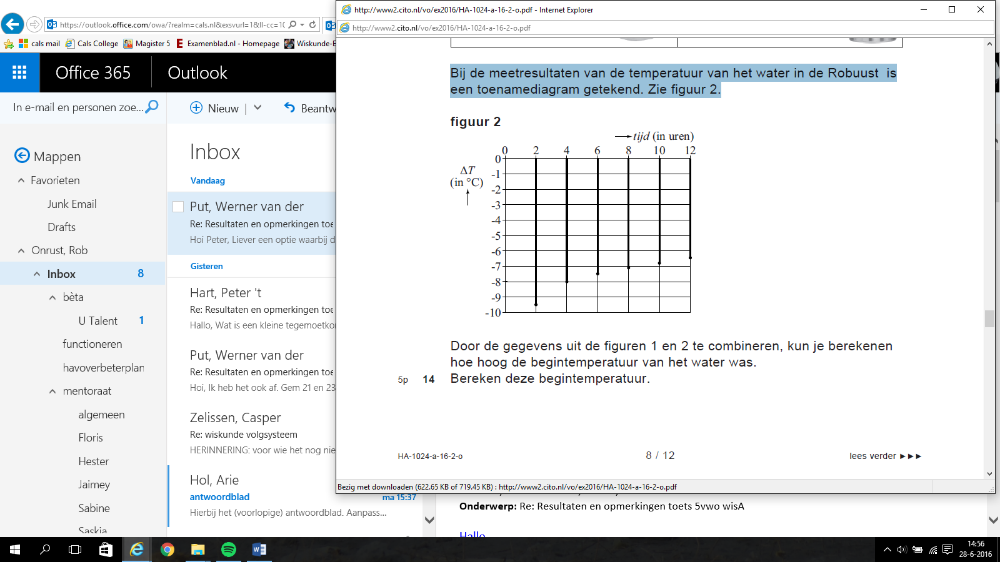 http://www2.cito.nl/vo/ex2016/HA-1024-a-16-2-o.pdf - Internet Explorer
https://outlook.office.com/owa/?realm=cals.nl&exsvurl=1&ll-cc=10
http://www2.cito.nl/vo/ex2016/HA-1024-a-16-2-o.pdf
cals mail Cals College Magister 5 Examenblad.nl - Homepage Wiskunde-E
Office 365 Outlook
In e-mail en personen zoe...
Nieuw Beantw
Mappen
Favorieten
Junk Email
Drafts
Onrust, Rob
Inbox 8
bèta
U Talent 1
functioneren
havoverbeterplan
mentoraat
algemeen
Floris
Hester
Jaimey
Sabine
Saskia
Inbox
Vandaag
Put, Werner van der
Re: Resultaten en opmerkingen toe
Hoi Peter, Liever een optie waarbij d
Gisteren
Hart, Peter 't
Re: Resultaten en opmerkingen toe
Hallo, Wat is een kleine tegemoetko
Put, Werner van der
Re: Resultaten en opmerkingen toe
Hoi, Ik heb het ook af. Gem 21 en 23
Zelissen, Casper
Re: wiskunde volgsysteem
HERINNERING: voor wie het nog nie
Hol, Arie
antwoordblad ma 15:37
Hierbij het (voorlopige) antwoordblad. Aanpass...
Bij de meetresultaten van de temperatuur van het water in de Robuust is
een toenamediagram getekend. Zie figuur 2.
figuur 2
tijd (in uren)
0 2 4 6 8 10 12
ΔT
(in °C)
0
-1
-2
-3
-4
-5
-6
-7
-8
-9
-10
Door de gegevens uit de figuren 1 en 2 te combineren, kun je berekenen
hoe hoog de begintemperatuur van het water was.
5p 14 Bereken deze begintemperatuur.
HA-1024-a-16-2-o 8 / 12 lees verder ►►►
Bezig met downloaden (622.65 KB of 719.45 KB) : http://www2.cito.nl/vo/ex2016/HA-1024-a-16-2-o.pdf
Onderwerp: Re: Resultaten en opmerkingen toets 5vwo wisA
Hallo
14:56
28-6-2016